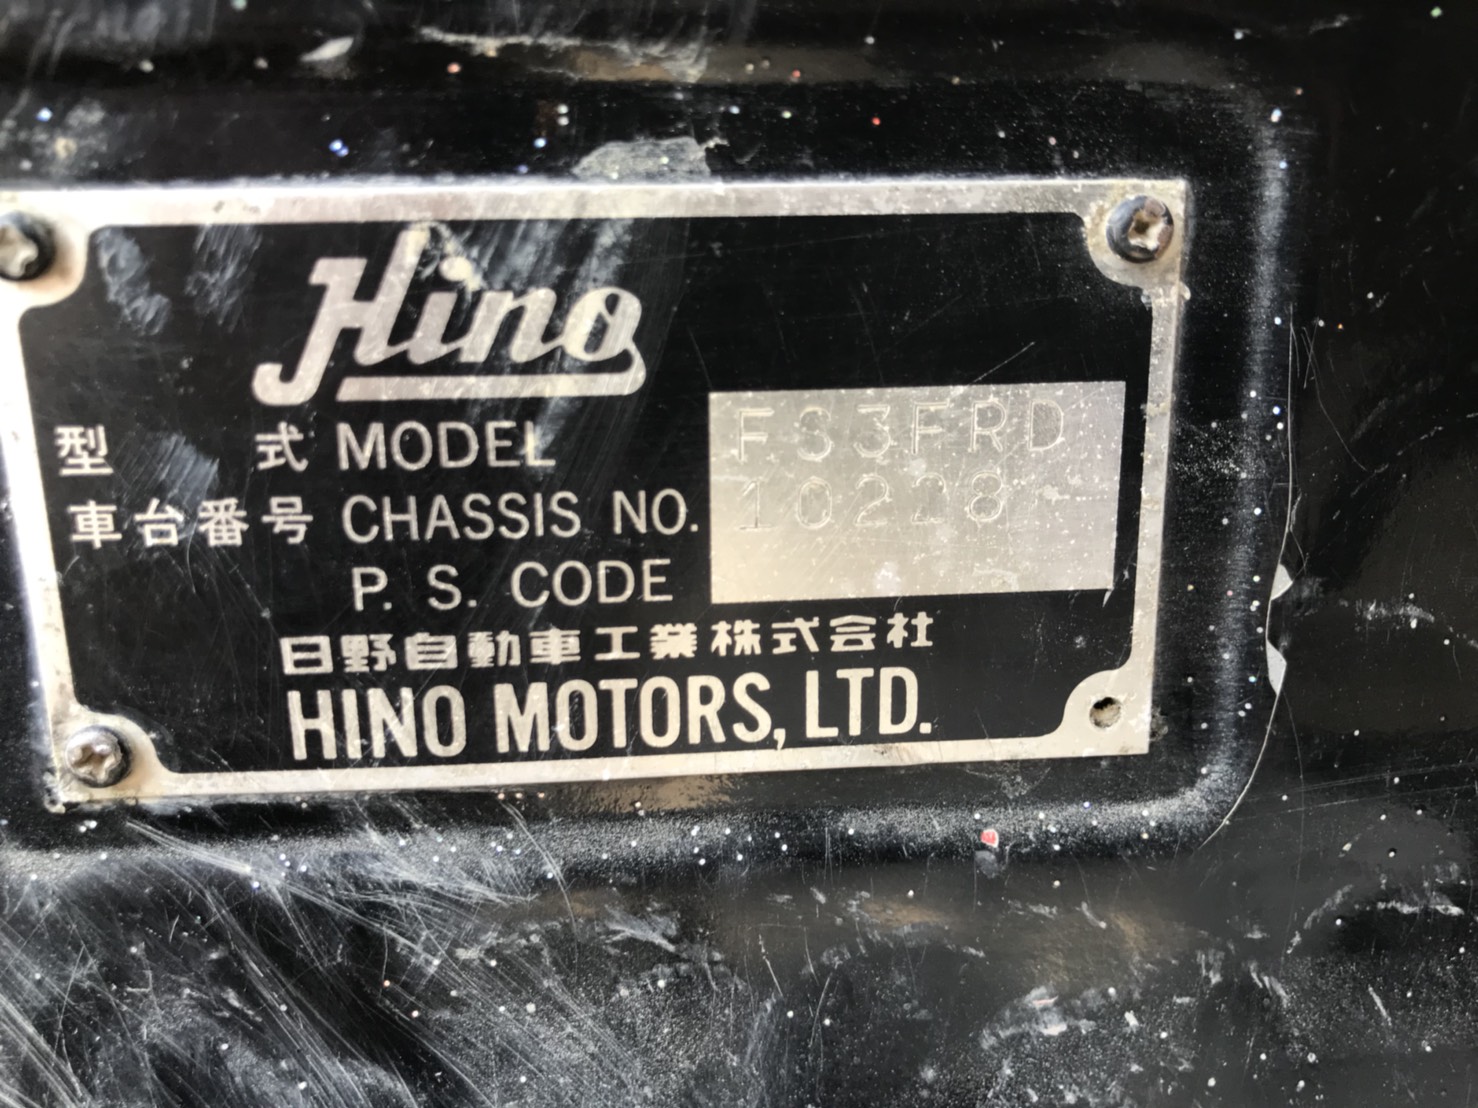 Hino
型 式 MODEL FS3FRD
車台番号 CHASSIS NO. 10228
P. S. CODE
日野自動車工業株式会社
HINO MOTORS, LTD.